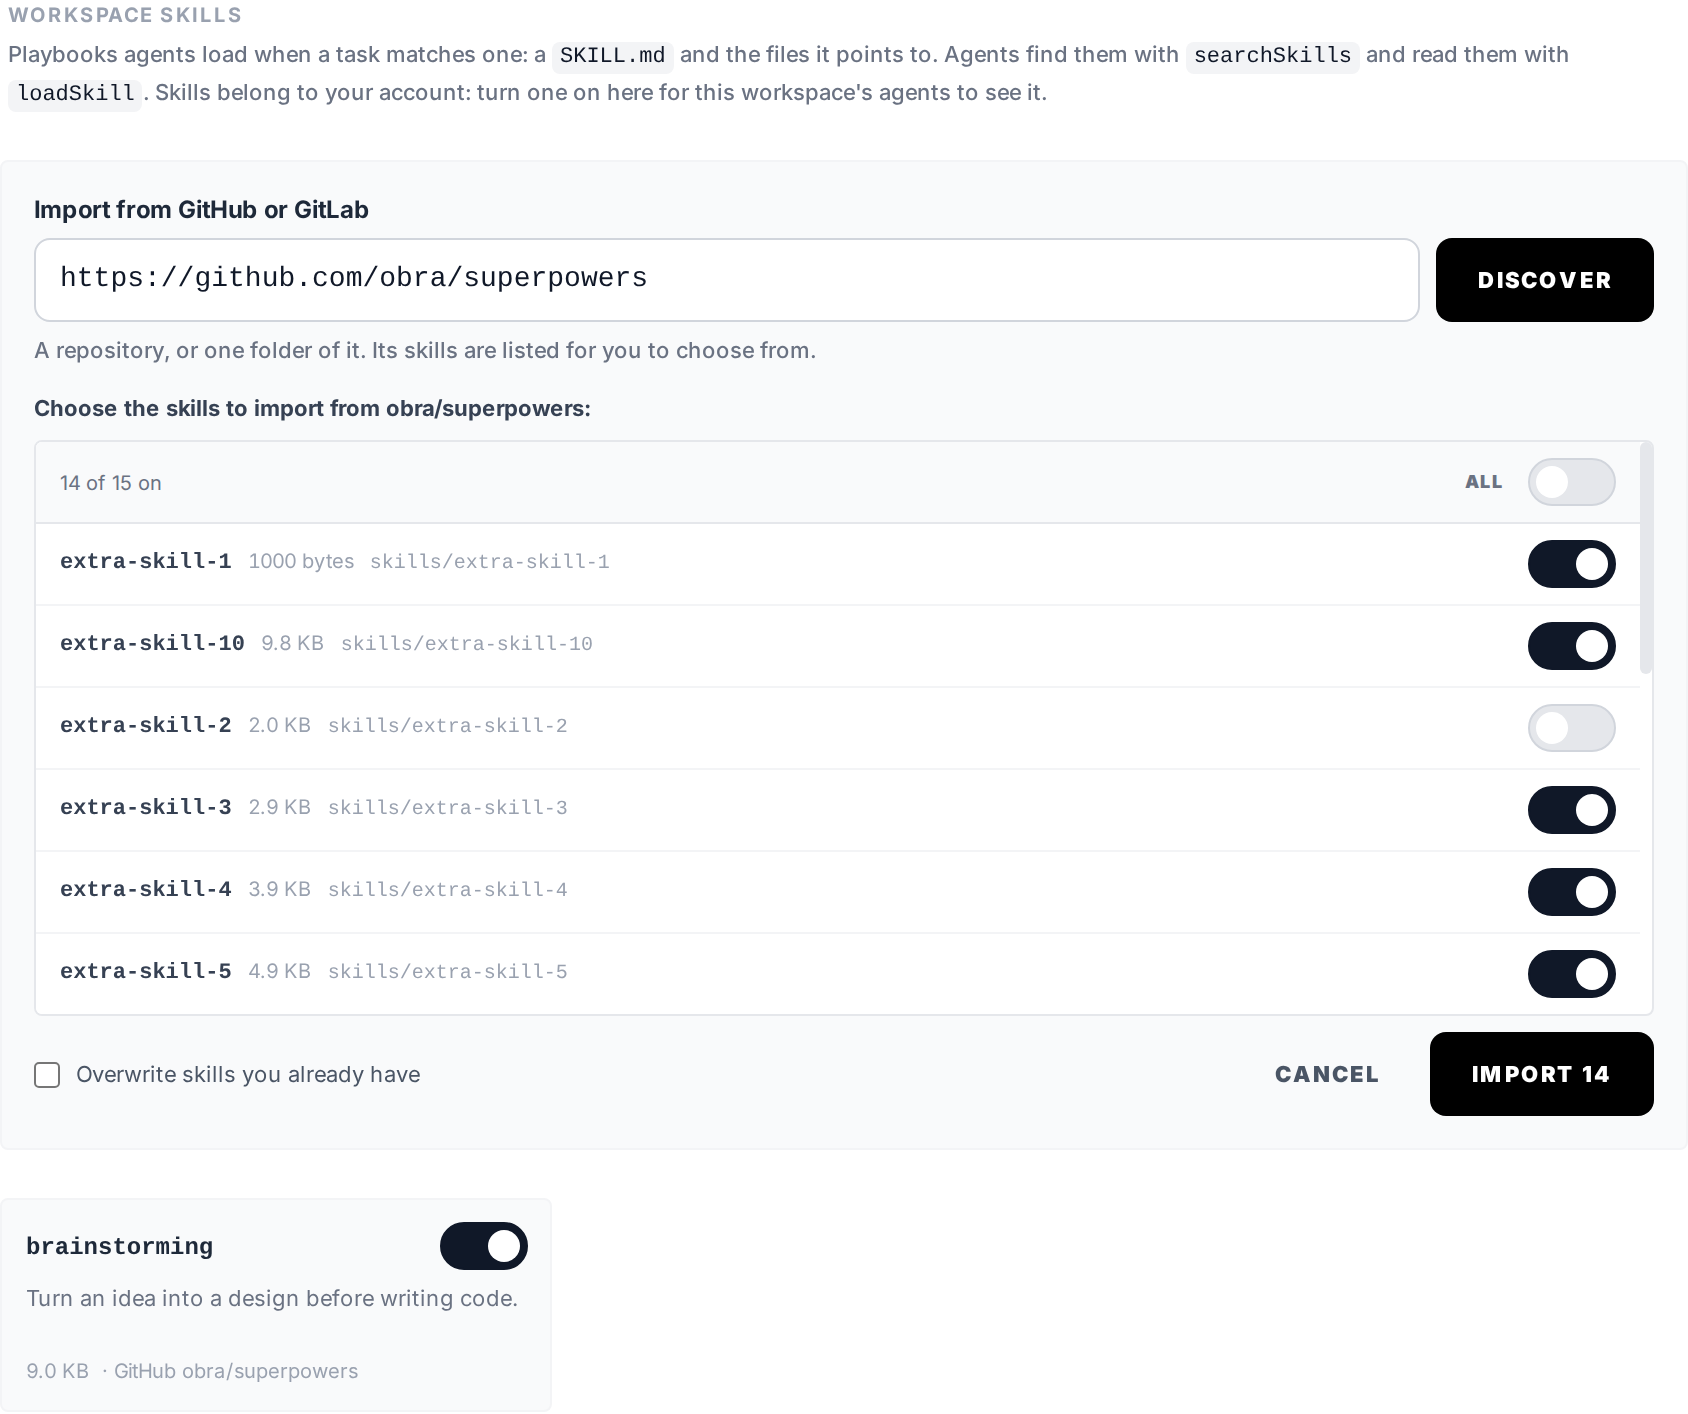 WORKSPACE SKILLS
Playbooks agents load when a task matches one: a SKILL.md and the files it points to. Agents find them with searchSkills and read them with
loadSkill. Skills belong to your account: turn one on here for this workspace's agents to see it.
Import from GitHub or GitLab
https://github.com/obra/superpowers
DISCOVER
A repository, or one folder of it. Its skills are listed for you to choose from.
Choose the skills to import from obra/superpowers:
14 of 15 on ALL
extra-skill-1 1000 bytes skills/extra-skill-1
extra-skill-10 9.8 KB skills/extra-skill-10
extra-skill-2 2.0 KB skills/extra-skill-2
extra-skill-3 2.9 KB skills/extra-skill-3
extra-skill-4 3.9 KB skills/extra-skill-4
extra-skill-5 4.9 KB skills/extra-skill-5
Overwrite skills you already have
CANCEL
IMPORT 14
brainstorming
Turn an idea into a design before writing code.
9.0 KB · GitHub obra/superpowers